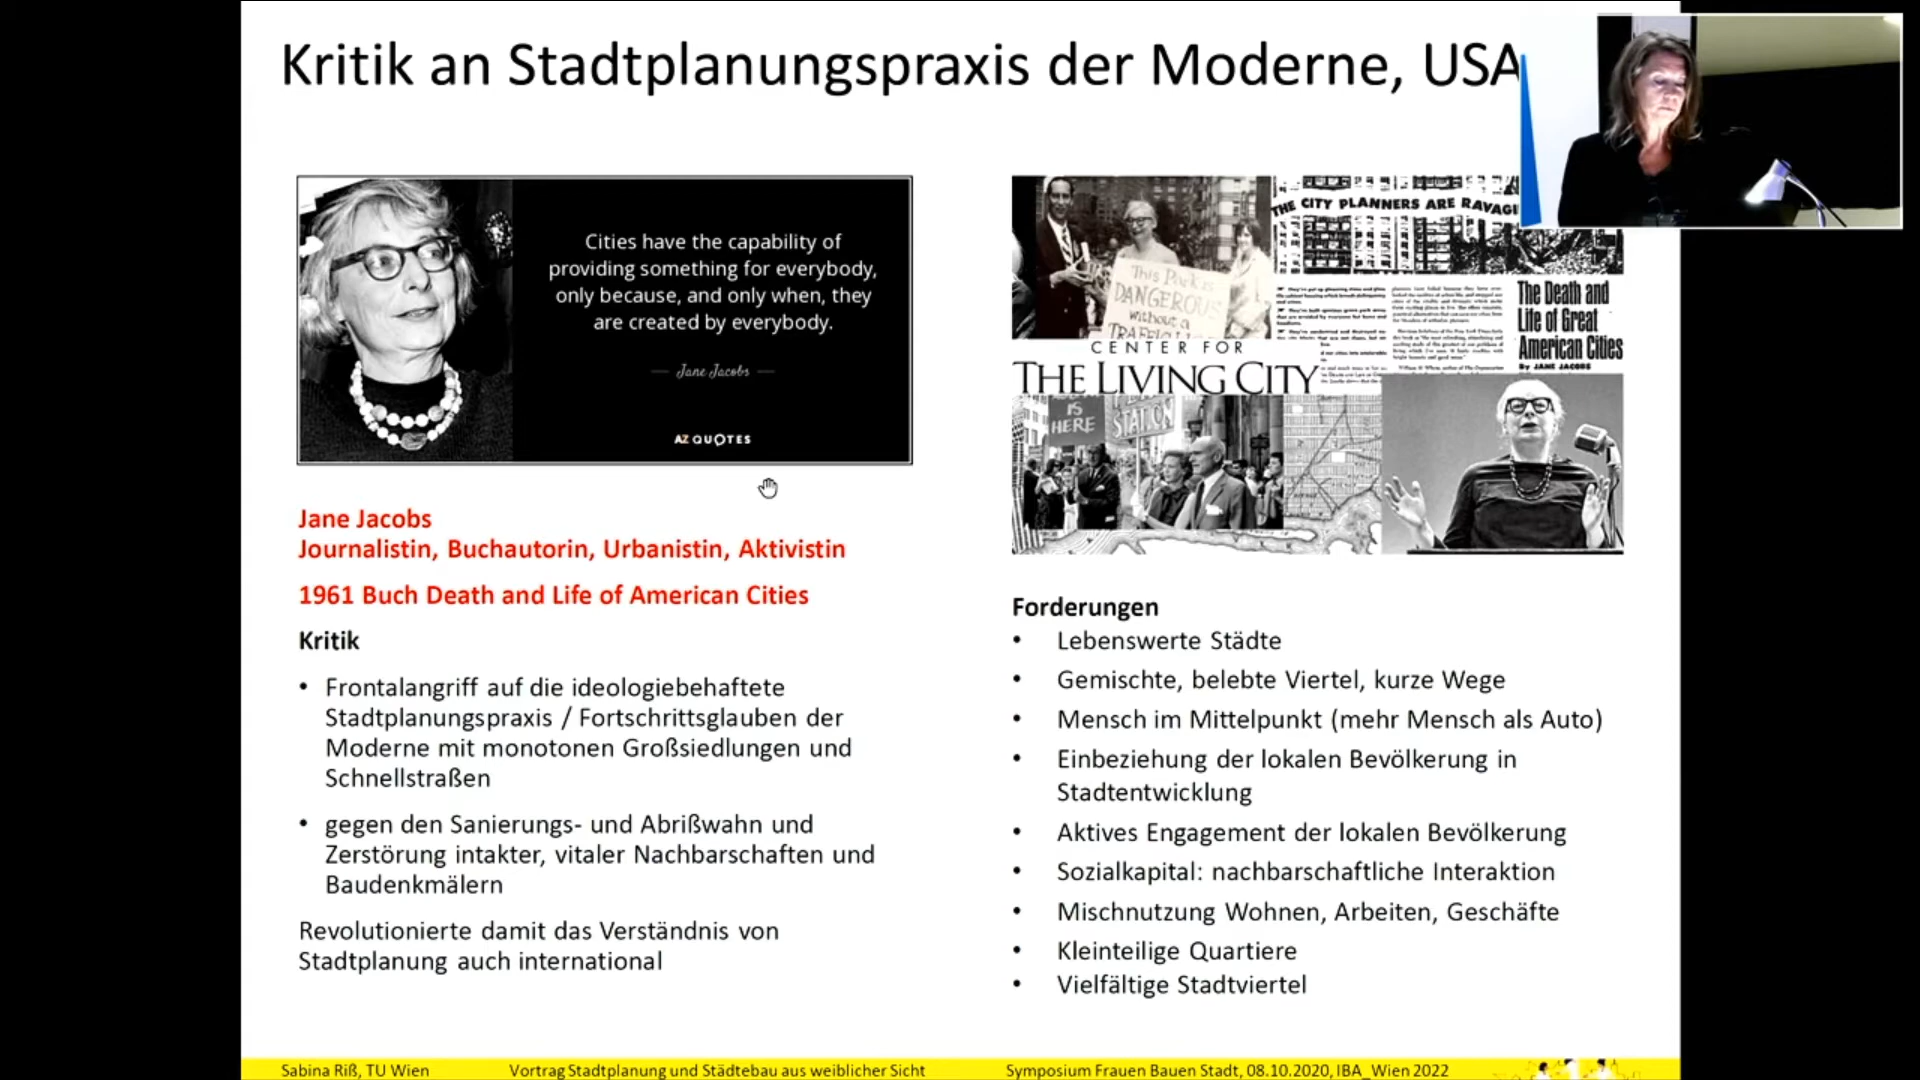 Kritik an Stadtplanungspraxis der Moderne, USA
Cities have the capability of
providing something for everybody,
only because, and only when, they
are created by everybody.
Jane Jacobs
AZ QUOTES
Jane Jacobs
Journalistin, Buchautorin, Urbanistin, Aktivistin
1961 Buch Death and Life of American Cities
Kritik
• Frontalangriff auf die ideologiebehaftete
Stadtplanungspraxis / Fortschrittsglauben der
Moderne mit monotonen Großsiedlungen und
Schnellstraßen
• gegen den Sanierungs- und Abrißwahn und
Zerstörung intakter, vitaler Nachbarschaften und
Baudenkmälern
Revolutionierte damit das Verständnis von
Stadtplanung auch international
THE CITY PLANNERS ARE
This Park is
DANGEROUS
without a
The Death and
Life of Great
American Cities
By JANE JACOBS
CENTER FOR
THE LIVING CITY
IS
HERE
STATION
Forderungen
• Lebenswerte Städte
• Gemischte, belebte Viertel, kurze Wege
• Mensch im Mittelpunkt (mehr Mensch als Auto)
• Einbeziehung der lokalen Bevölkerung in
Stadtentwicklung
• Aktives Engagement der lokalen Bevölkerung
• Sozialkapital: nachbarschaftliche Interaktion
• Mischnutzung Wohnen, Arbeiten, Geschäfte
• Kleinteilige Quartiere
• Vielfältige Stadtviertel
Sabina Riß, TU Wien
Vortrag Stadtplanung und Städtebau aus weiblicher Sicht
Symposium Frauen Bauen Stadt, 08.10.2020, IBA_Wien 2022